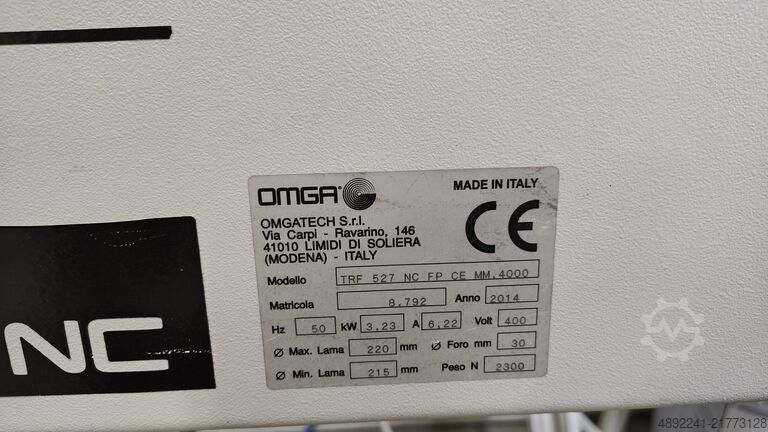 OMGA
MADE IN ITALY
OMGATECH S.r.l.
Via Carpi - Ravarino, 146
41010 LIMIDI DI SOLIERA
(MODENA) - ITALY
CE
Modello TRF 527 NC FP CE MM.4000
Matricola 8.792 Anno 2014
Hz 50 kW 3,23 A 6,22 Volt 400
Ø Max. Lama 220 mm Ø Foro mm 30
Ø Min. Lama 215 mm Peso N 2300
NC
4892241-21773128